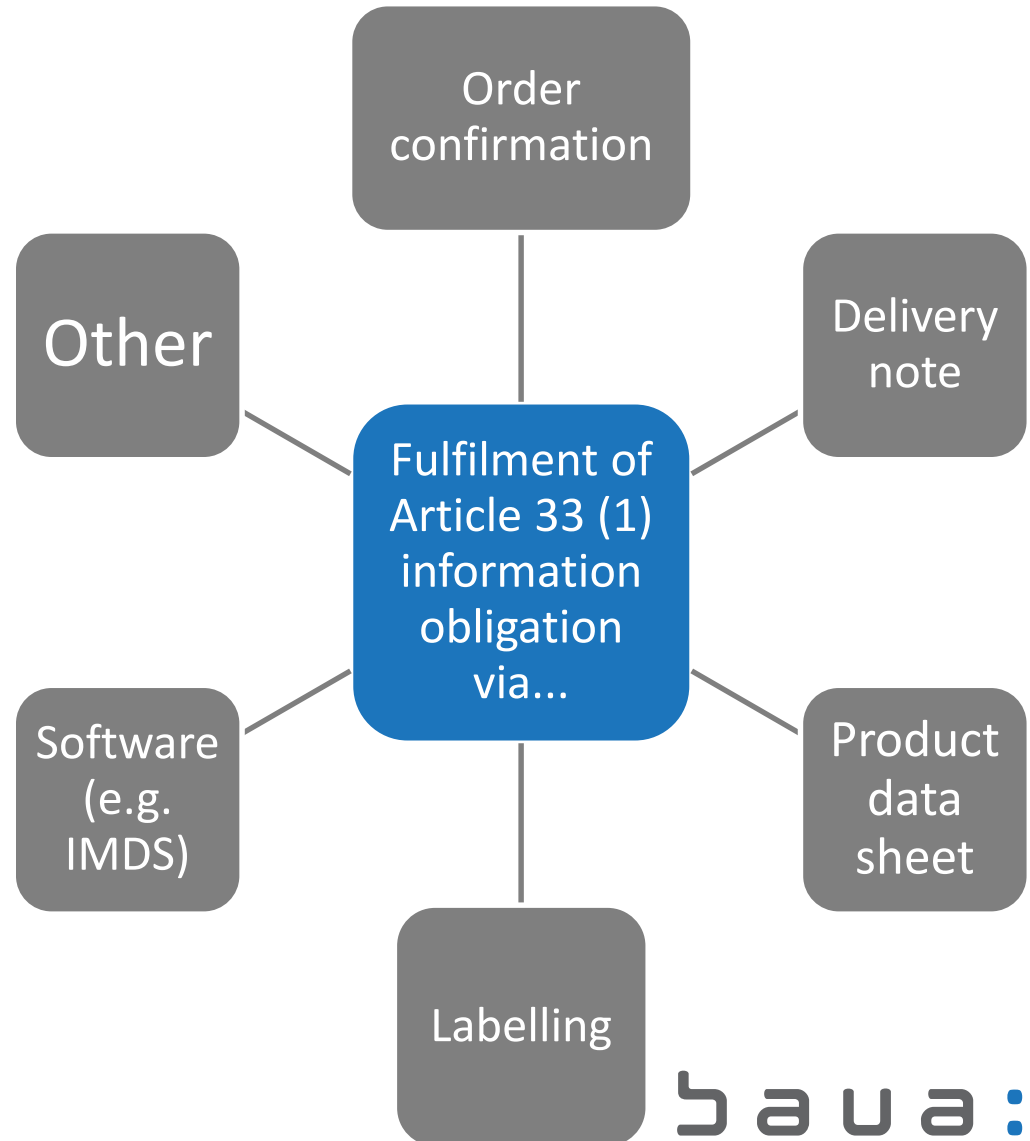 Order
confirmation
Other
Delivery
note
Fulfilment of
Article 33 (1)
information
obligation
via...
Software
(e.g.
IMDS)
Product
data
sheet
Labelling
baua: